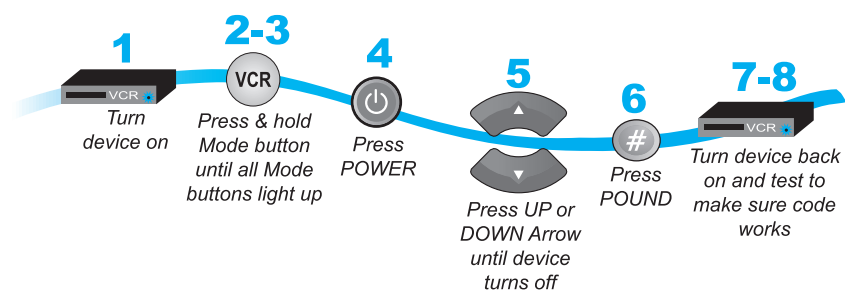 1
VCR
Turn
device on
2-3
VCR
Press & hold
Mode button
until all Mode
buttons light up
4
Press
POWER
5
Press UP or
DOWN Arrow
until device
turns off
6
#
Press
POUND
7-8
VCR
Turn device back
on and test to
make sure code
works